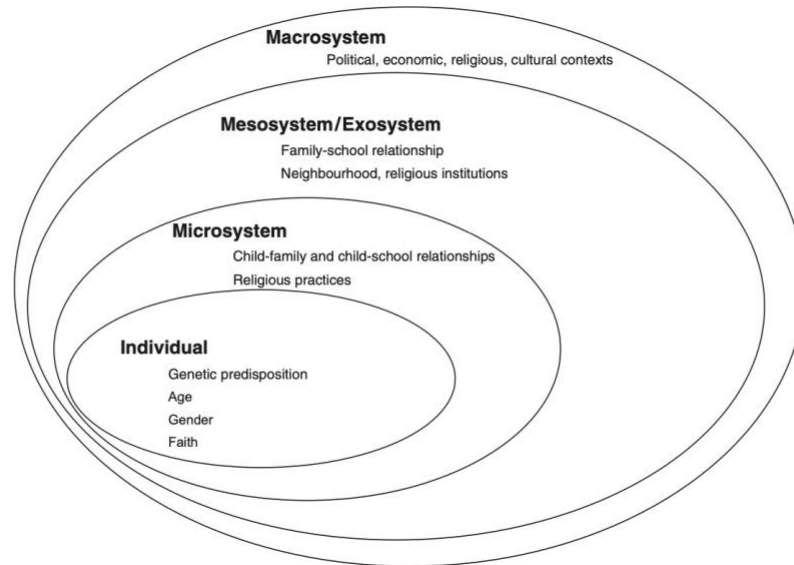 Macrosystem
Political, economic, religious, cultural contexts
Mesosystem/Exosystem
Family-school relationship
Neighbourhood, religious institutions
Microsystem
Child-family and child-school relationships
Religious practices
Individual
Genetic predisposition
Age
Gender
Faith